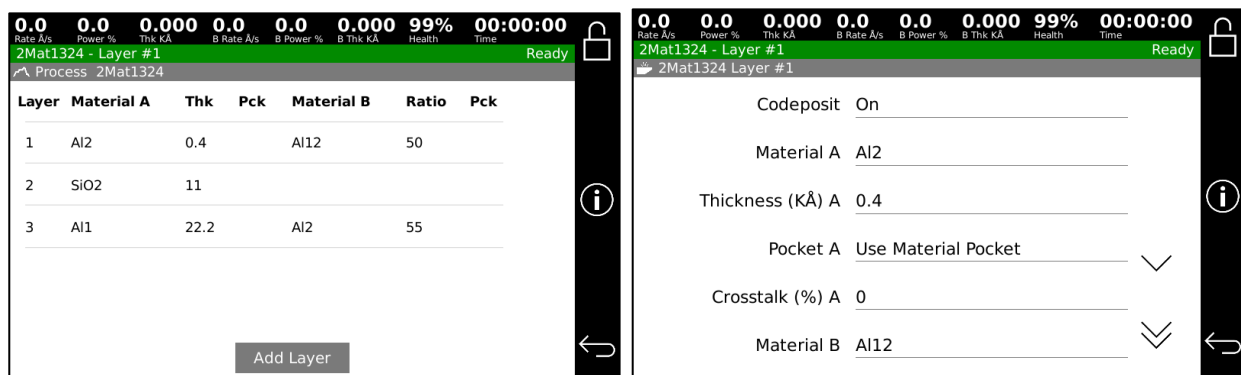 0.0 0.0 0.000 0.0 0.0 0.000 99% 00:00:00
Rate Å/s Power % Thk KÅ B Rate Å/s B Power % B Thk KÅ Health Time
2Mat1324 - Layer #1 Ready
Process 2Mat1324
Layer Material A Thk Pck Material B Ratio Pck
1 Al2 0.4 Al12 50
2 SiO2 11
3 Al1 22.2 Al2 55
Add Layer
0.0 0.0 0.000 0.0 0.0 0.000 99% 00:00:00
Rate Å/s Power % Thk KÅ B Rate Å/s B Power % B Thk KÅ Health Time
2Mat1324 - Layer #1 Ready
2Mat1324 Layer #1
Codeposit On
Material A Al2
Thickness (KÅ) A 0.4
Pocket A Use Material Pocket
Crosstalk (%) A 0
Material B Al12